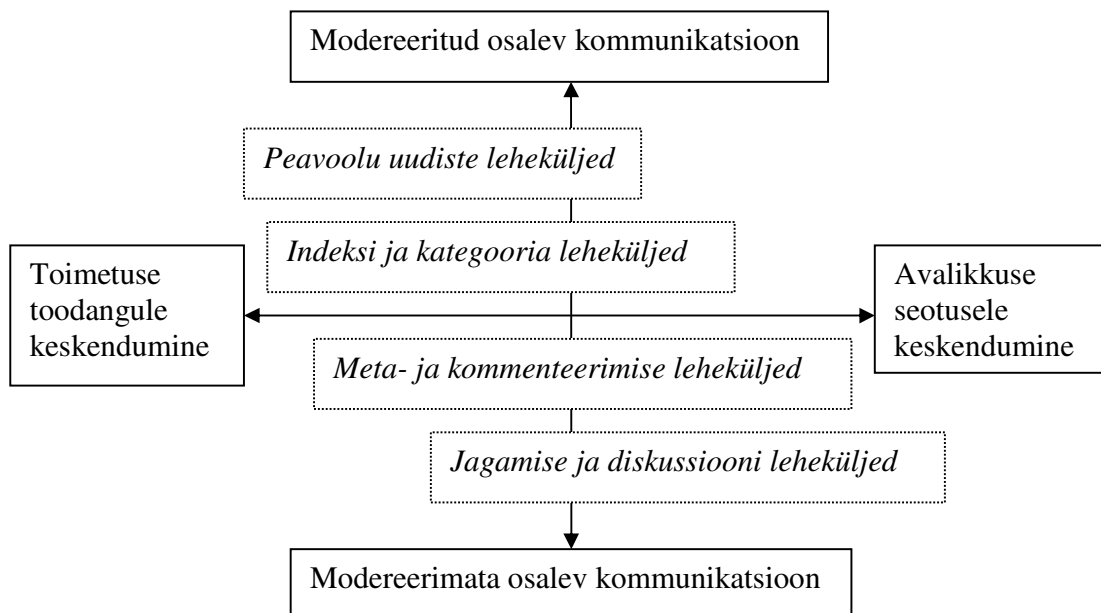 Modereeritud osalev kommunikatsioon
Peavoolu uudiste leheküljed
Indeksi ja kategooria leheküljed
Toimetuse
toodangule
keskendumine
Avalikkuse
seotusele
keskendumine
Meta- ja kommenteerimise leheküljed
Jagamise ja diskussiooni leheküljed
Modereerimata osalev kommunikatsioon